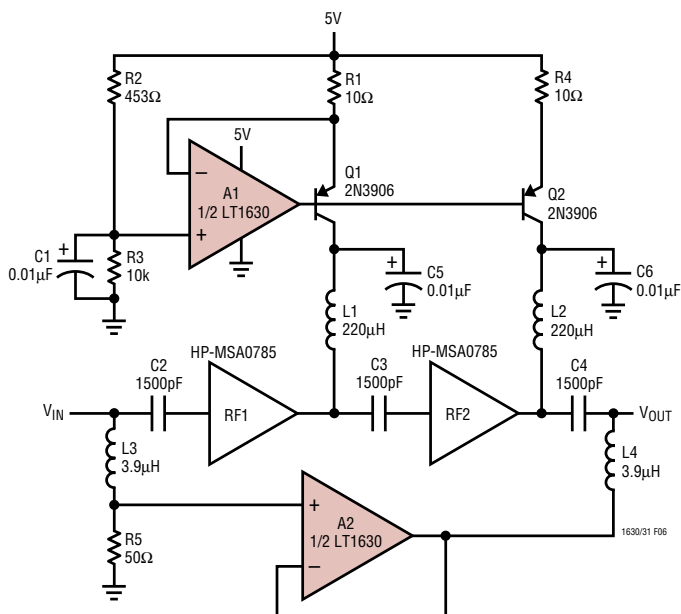 5V
R2
453Ω
R1
10Ω
R4
10Ω
5V
−
A1
1/2 LT1630
+
Q1
2N3906
Q2
2N3906
+
C1
0.01µF
R3
10k
+
C5
0.01µF
+
C6
0.01µF
L1
220µH
L2
220µH
HP-MSA0785
HP-MSA0785
C2
1500pF
C3
1500pF
C4
1500pF
VIN
RF1
RF2
VOUT
L3
3.9µH
L4
3.9µH
+
A2
1/2 LT1630
−
R5
50Ω
1630/31 F06